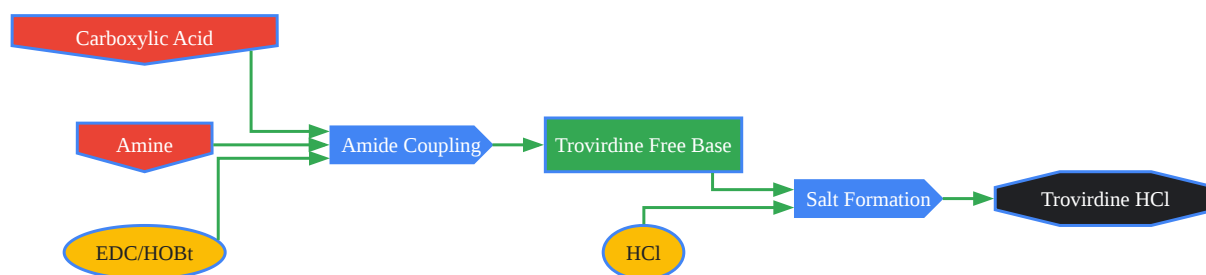 Carboxylic Acid
Amine
Amide Coupling
Trovirdine Free Base
Salt Formation
Trovirdine HCl
EDC/HOBt
HCl